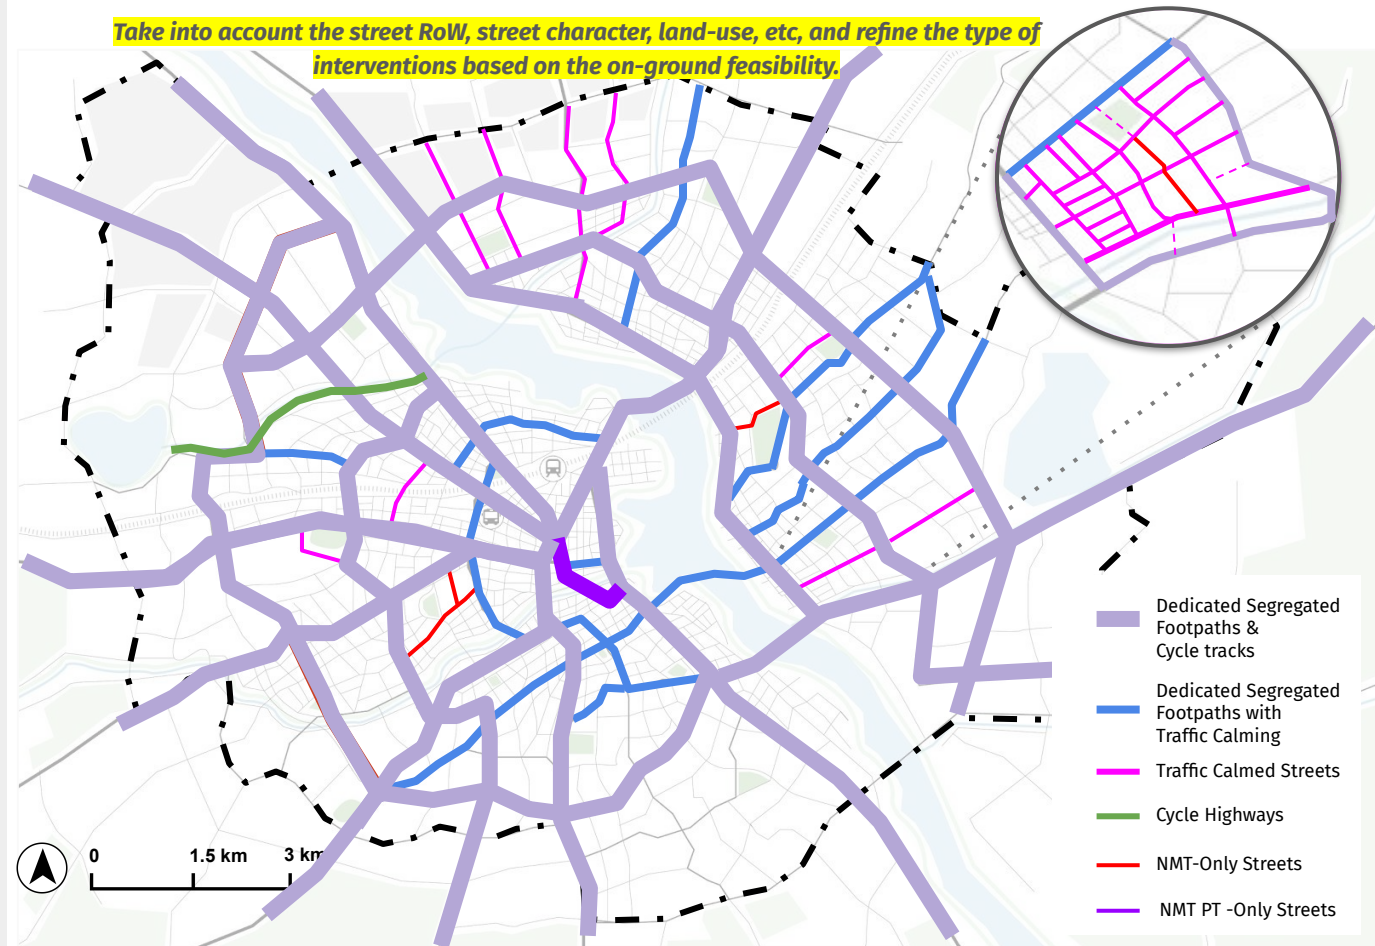 Take into account the street RoW, street character, land-use, etc, and refine the type of
interventions based on the on-ground feasibility.
Dedicated Segregated
Footpaths &
Cycle tracks
Dedicated Segregated
Footpaths with
Traffic Calming
Traffic Calmed Streets
Cycle Highways
NMT-Only Streets
NMT PT -Only Streets
0 1.5 km 3 km